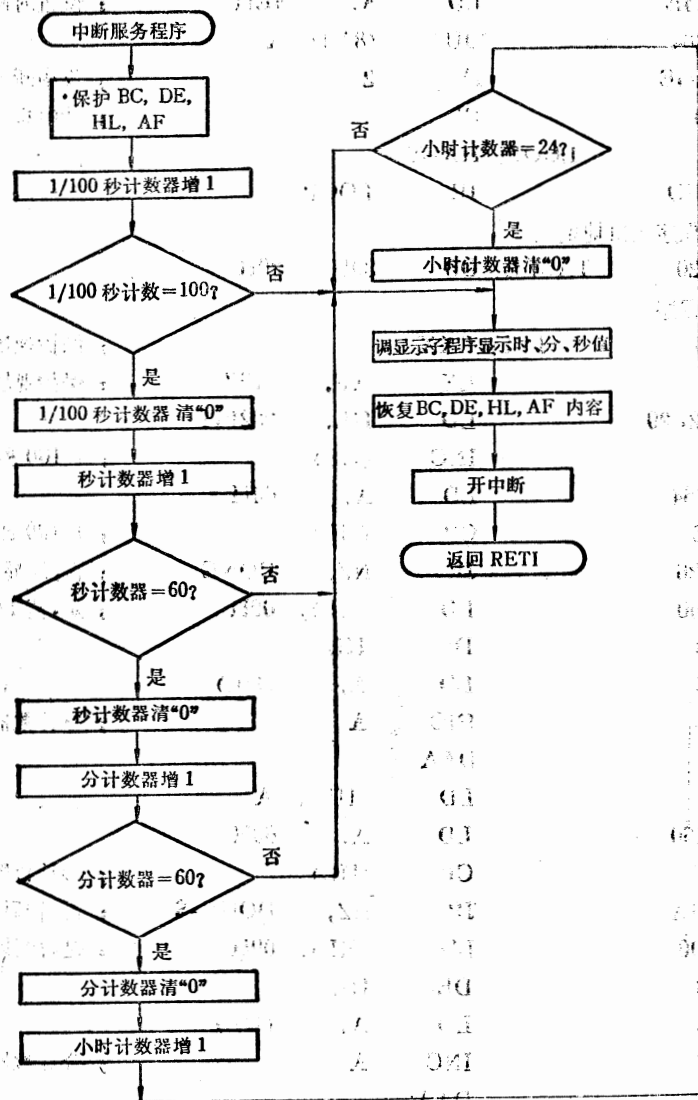 中断服务程序
保护 BC, DE,
HL, AF
1/100 秒计数器增 1
1/100 秒计数=100?
否
是
1/100 秒计数器 清“0”
秒计数器增 1
秒计数器=60?
否
是
秒计数器清“0”
分计数器增 1
分计数器=60?
否
是
分计数器清“0”
小时计数器增 1
小时计数器=24?
否
是
小时计数器清“0”
调显示子程序显示时、分、秒值
恢复BC,DE,HL,AF 内容
开中断
返回 RETI